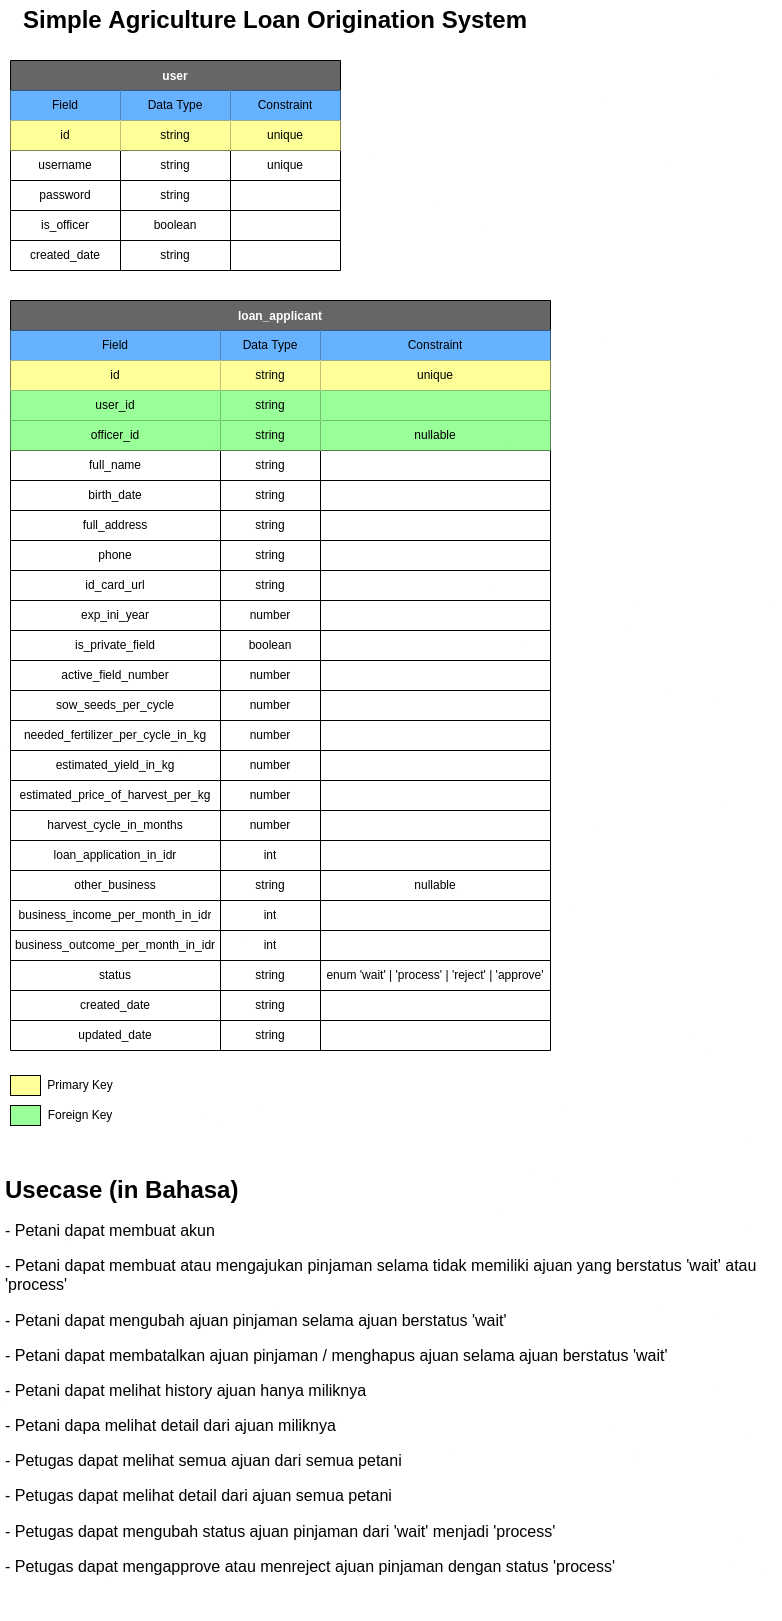 Simple Agriculture Loan Origination System
user
Field Data Type Constraint
id string unique
username string unique
password string
is_officer boolean
created_date string
loan_applicant
Field Data Type Constraint
id string unique
user_id string
officer_id string nullable
full_name string
birth_date string
full_address string
phone string
id_card_url string
exp_ini_year number
is_private_field boolean
active_field_number number
sow_seeds_per_cycle number
needed_fertilizer_per_cycle_in_kg number
estimated_yield_in_kg number
estimated_price_of_harvest_per_kg number
harvest_cycle_in_months number
loan_application_in_idr int
other_business string nullable
business_income_per_month_in_idr int
business_outcome_per_month_in_idr int
status string enum 'wait' | 'process' | 'reject' | 'approve'
created_date string
updated_date string
Primary Key
Foreign Key
Usecase (in Bahasa)
- Petani dapat membuat akun
- Petani dapat membuat atau mengajukan pinjaman selama tidak memiliki ajuan yang berstatus 'wait' atau
'process'
- Petani dapat mengubah ajuan pinjaman selama ajuan berstatus 'wait'
- Petani dapat membatalkan ajuan pinjaman / menghapus ajuan selama ajuan berstatus 'wait'
- Petani dapat melihat history ajuan hanya miliknya
- Petani dapa melihat detail dari ajuan miliknya
- Petugas dapat melihat semua ajuan dari semua petani
- Petugas dapat melihat detail dari ajuan semua petani
- Petugas dapat mengubah status ajuan pinjaman dari 'wait' menjadi 'process'
- Petugas dapat mengapprove atau menreject ajuan pinjaman dengan status 'process'